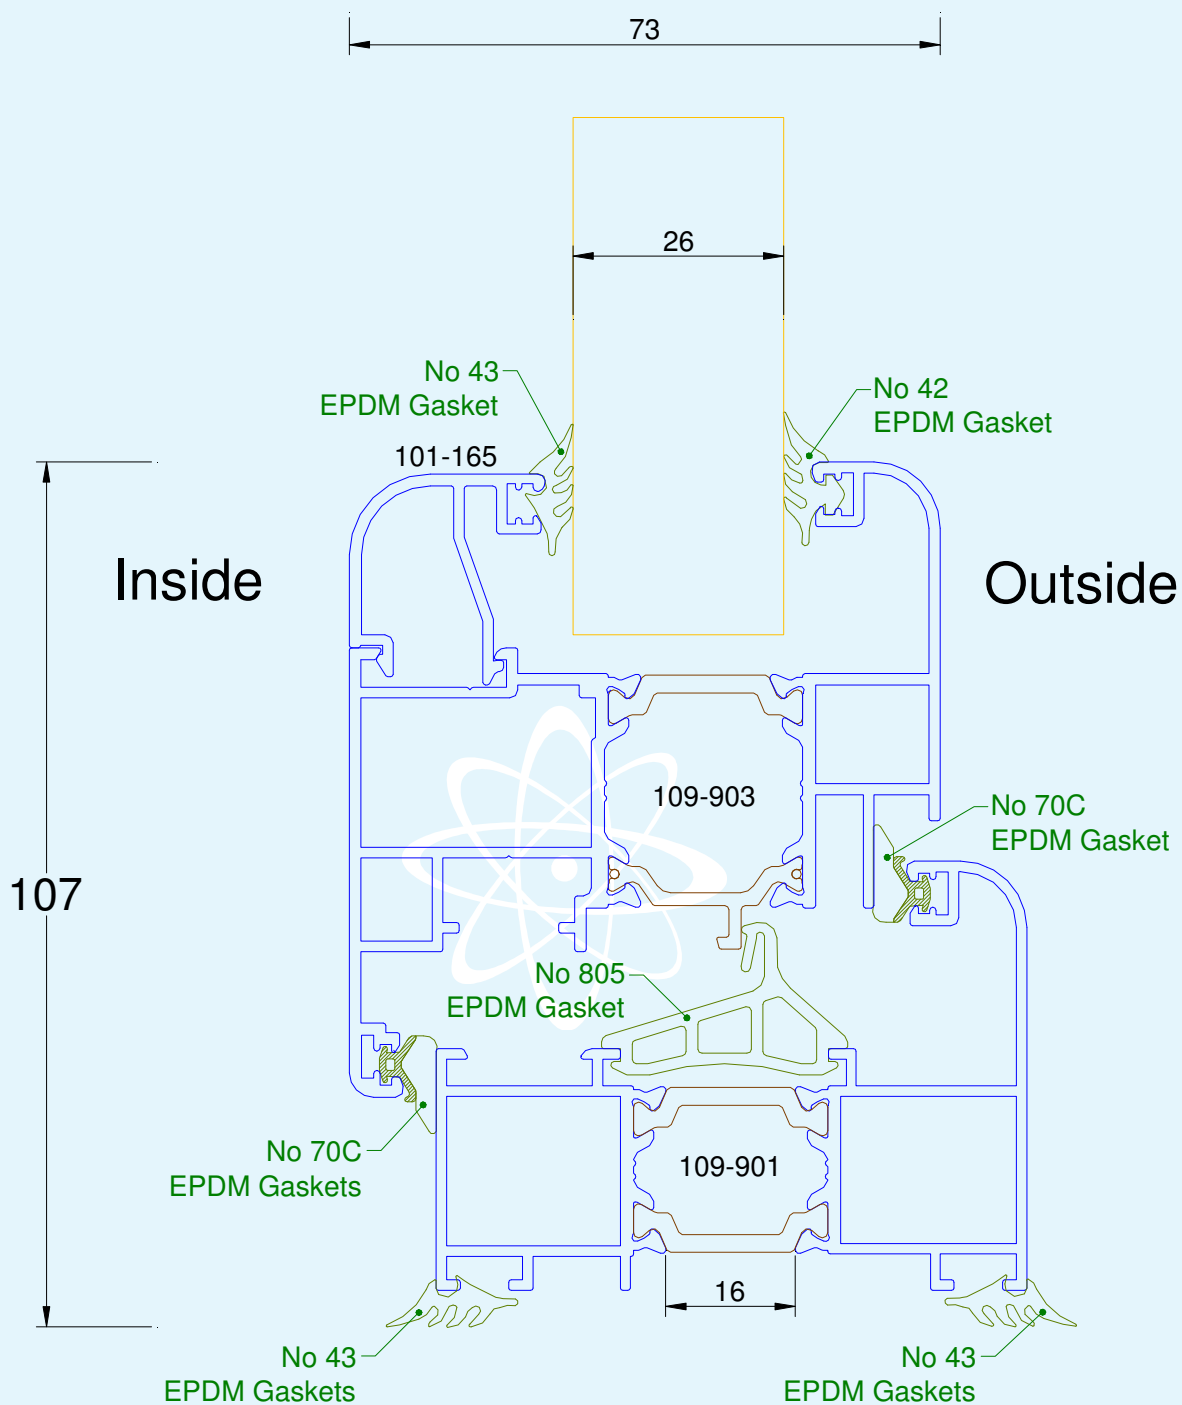 73
26
No 43
EPDM Gasket
No 42
EPDM Gasket
101-165
Inside
Outside
109-903
No 70C
EPDM Gasket
107
No 805
EPDM Gasket
No 70C
EPDM Gaskets
109-901
16
No 43
EPDM Gaskets
No 43
EPDM Gaskets